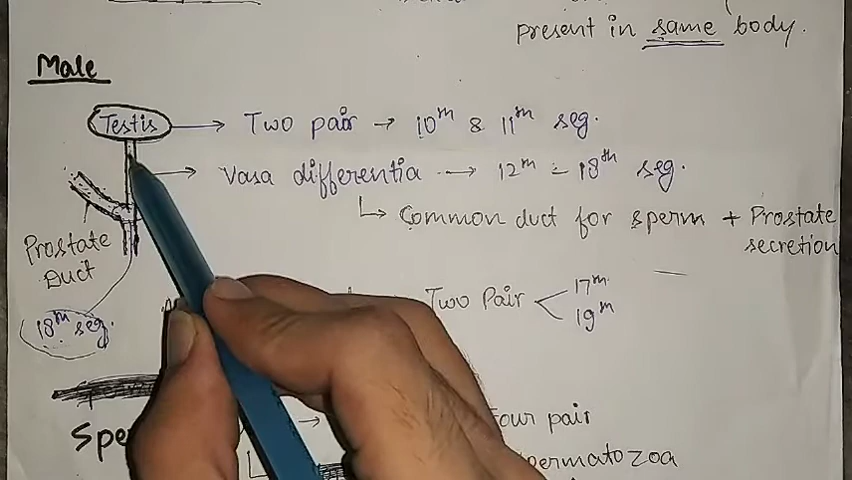 present in same body.
Male
Testis → Two pair → 10th & 11th seg.
Vasa differentia → 12th - 18th seg.
Common duct for sperm + Prostate secretion
Prostate Duct
18th seg.
Two Pair < 17th 19th
Spe
→ Four pair
permatozoa